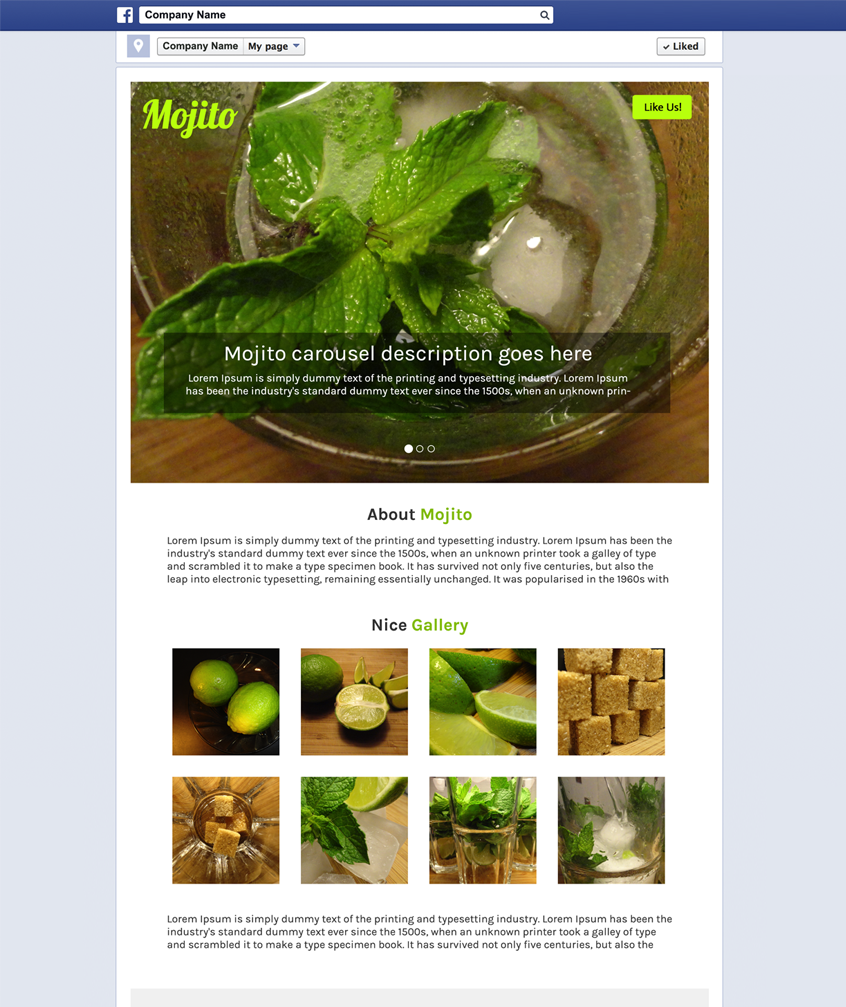 Company Name
Company Name My page Liked
Mojito
Like Us!
Mojito carousel description goes here
Lorem Ipsum is simply dummy text of the printing and typesetting industry. Lorem Ipsum
has been the industry's standard dummy text ever since the 1500s, when an unknown prin-
About Mojito
Lorem Ipsum is simply dummy text of the printing and typesetting industry. Lorem Ipsum has been the
industry's standard dummy text ever since the 1500s, when an unknown printer took a galley of type
and scrambled it to make a type specimen book. It has survived not only five centuries, but also the
leap into electronic typesetting, remaining essentially unchanged. It was popularised in the 1960s with
Nice Gallery
Lorem Ipsum is simply dummy text of the printing and typesetting industry. Lorem Ipsum has been the
industry's standard dummy text ever since the 1500s, when an unknown printer took a galley of type
and scrambled it to make a type specimen book. It has survived not only five centuries, but also the